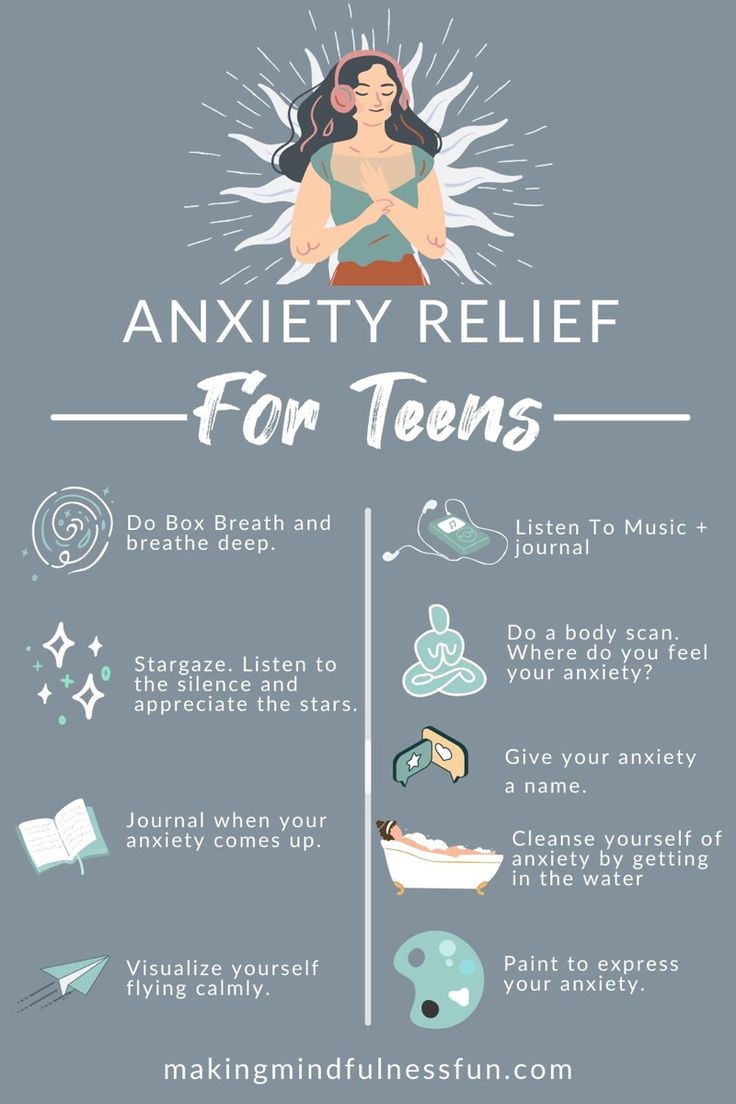 ANXIETY RELIEF
For Teens
Do Box Breath and
breathe deep.
Stargaze. Listen to
the silence and
appreciate the stars.
Journal when your
anxiety comes up.
Visualize yourself
flying calmly.
Listen To Music +
journal
Do a body scan.
Where do you feel
your anxiety?
Give your anxiety
a name.
Cleanse yourself of
anxiety by getting
in the water
Paint to express
your anxiety.
makingmindfulnessfun.com